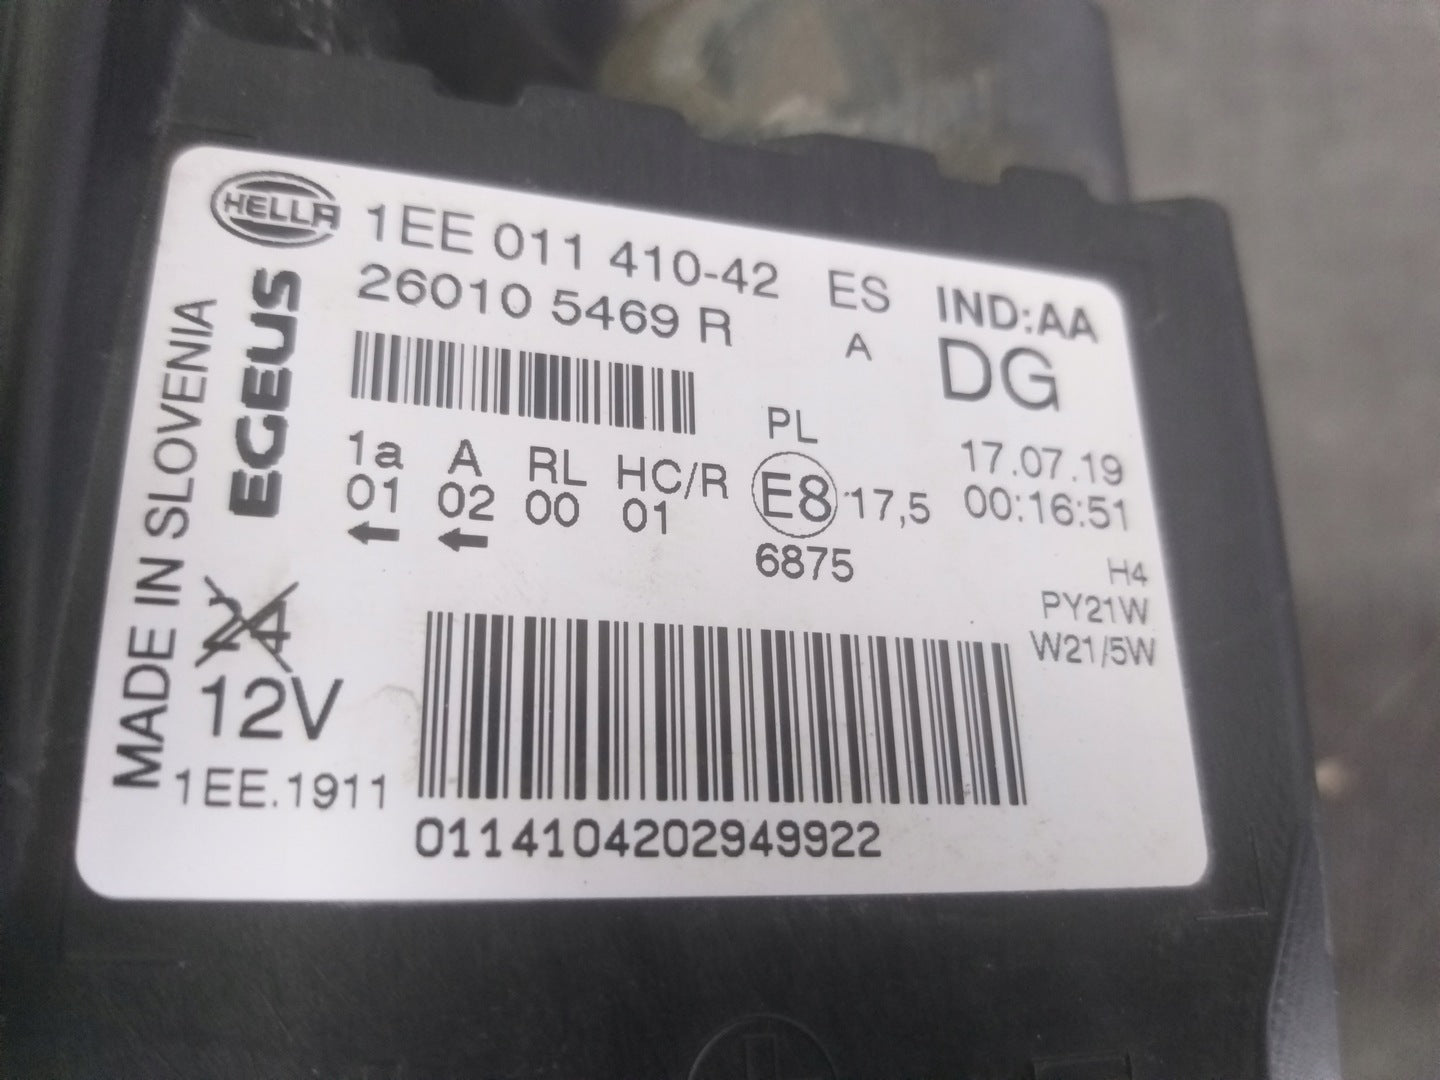 HELLA
1EE 011 410-42 ES IND:AA
26010 5469 R A DG
MADE IN SLOVENIA
EGEUS
PL
17.07.19
00:16:51
1a A RL HC/R E8 17,5
01 02 00 01
6875
H4
PY21W
W21/5W
24
12V
1EE.1911
0114104202949922